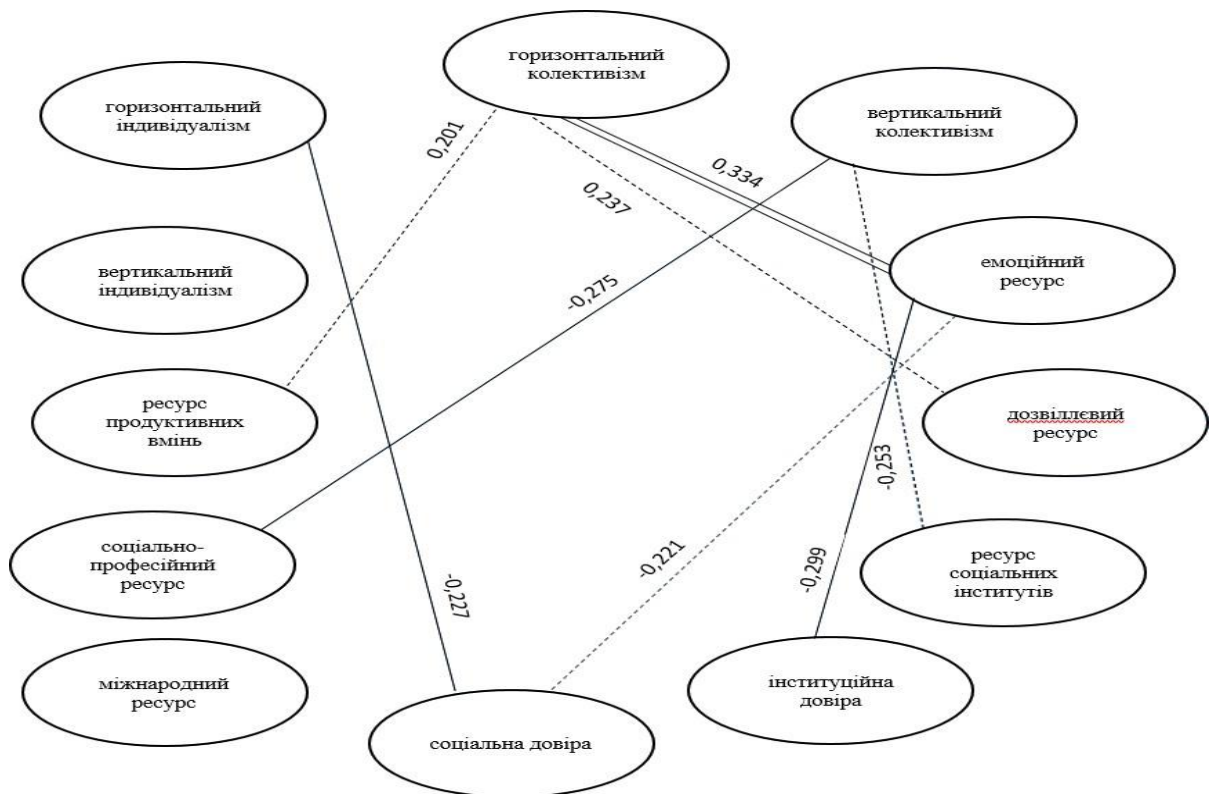 горизонтальний
колективізм
горизонтальний
індивідуалізм
вертикальний
колективізм
0,201
0,334
0,237
вертикальний
індивідуалізм
емоційний
ресурс
-0,275
ресурс
продуктивних
вмінь
дозвіллєвий
ресурс
-0,253
соціально-
професійний
ресурс
-0,221
-0,299
-0,227
ресурс
соціальних
інститутів
міжнародний
ресурс
інституційна
довіра
соціальна довіра